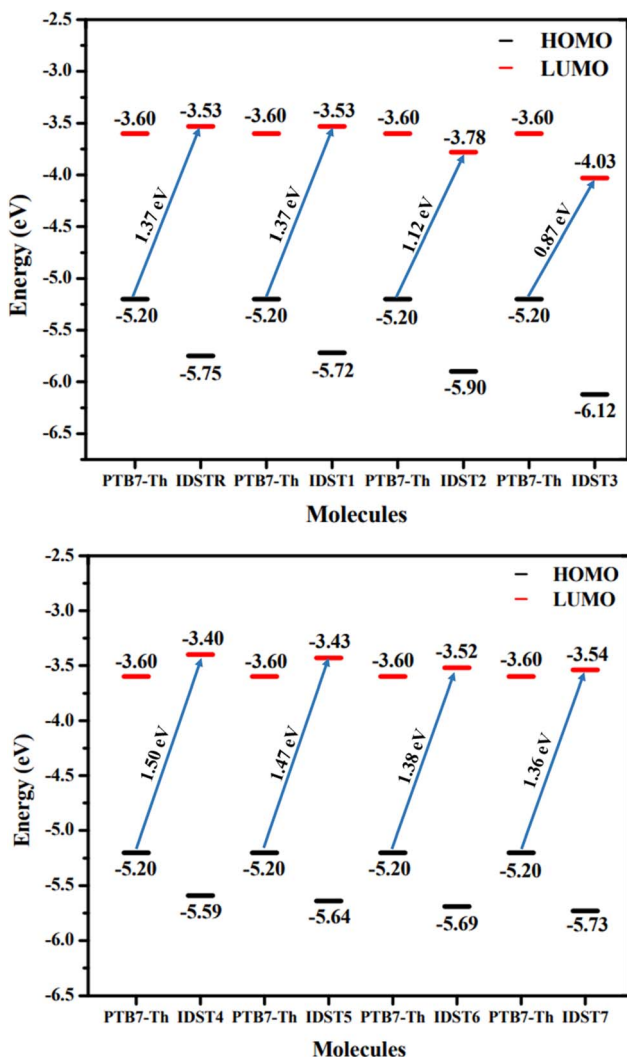 -2.5
HOMO
LUMO
-3.0
-3.60 -3.53 -3.60 -3.53 -3.60 -3.60
-3.5
-3.78
-4.03
-4.0
1.37 eV 1.37 eV 1.12 eV 0.87 eV
-4.5
Energy (eV)
-5.0
-5.20 -5.20 -5.20 -5.20
-5.5
-5.75 -5.72
-5.90
-6.0
-6.12
-6.5
PTB7-Th IDSTR PTB7-Th IDST1 PTB7-Th IDST2 PTB7-Th IDST3
Molecules
-2.5
HOMO
LUMO
-3.0
-3.60 -3.40 -3.60 -3.43 -3.60 -3.52 -3.60 -3.54
-3.5
-4.0
1.50 eV 1.47 eV 1.38 eV 1.36 eV
-4.5
Energy (eV)
-5.0
-5.20 -5.20 -5.20 -5.20
-5.5
-5.59 -5.64 -5.69 -5.73
-6.0
-6.5
PTB7-Th IDST4 PTB7-Th IDST5 PTB7-Th IDST6 PTB7-Th IDST7
Molecules